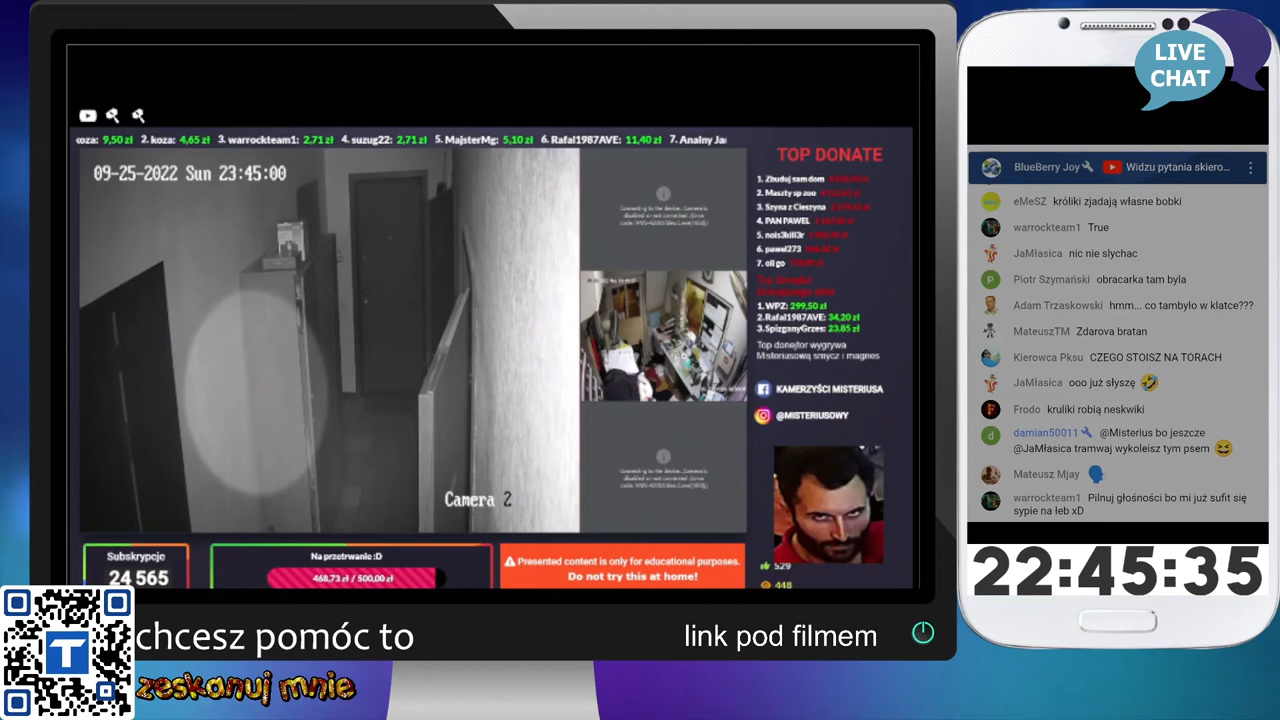 oza: 9,50 zł 2. koza: 4,65 zł 3. warrockteam1: 2,71 zł 4. suzug22: 2,71 zł 5. MajsterMg: 5,10 zł 6. Rafal1987AVE: 11,40 zł 7. Analny Ja
09-25-2022 Sun 23:45:00
Camera 2
TOP DONATE
1. Zbuduj sam dom
2. Maszty sp zoo
3. Szyna z Cieszyna
4. PAN PAWEL
5. nois3kill3r
6. pawel273
7. oli go
1. WPZ: 299,50 zł
2.Rafal1987AVE: 34,20 zł
3.SpizganyGrzes: 23,85 zł
Top donejtor wygrywa
Misteriusową smycz i magnes
KAMERZYŚCI MISTERIUSA
@MISTERIUSOWY
Subskrypcje
24 565
Na przetrwanie :D
468,73 zł / 500,00 zł
Presented content is only for educational purposes.
Do not try this at home!
529
448
chcesz pomóc to
link pod filmem
T
zeskanuj mnie
LIVE
CHAT
BlueBerry Joy Widzu pytania skiero...
eMeSZ króliki zjadają własne bobki
warrockteam1 True
JaMłasica nic nie slychac
P
Piotr Szymański obracarka tam byla
Adam Trzaskowski hmm... co tambyło w klatce???
MateuszTM Zdarova bratan
Kierowca Pksu CZEGO STOISZ NA TORACH
JaMłasica ooo już słyszę
F
Frodo kruliki robią neskwiki
d
damian50011 @Misterius bo jeszcze
@JaMłasica tramwaj wykoleisz tym psem
Mateusz Mjay
warrockteam1 Pilnuj głośności bo mi już sufit się
sypie na leb xD
22:45:35